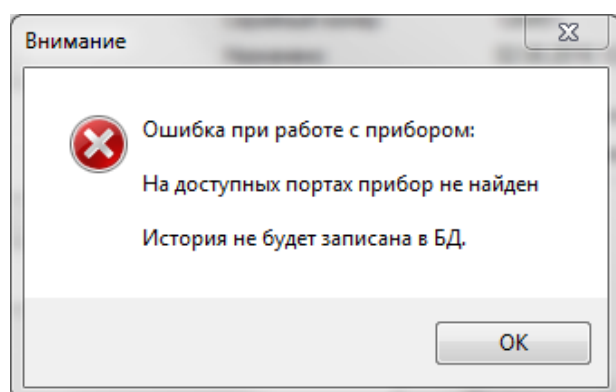 Внимание
Ошибка при работе с прибором:
На доступных портах прибор не найден
История не будет записана в БД.
OK